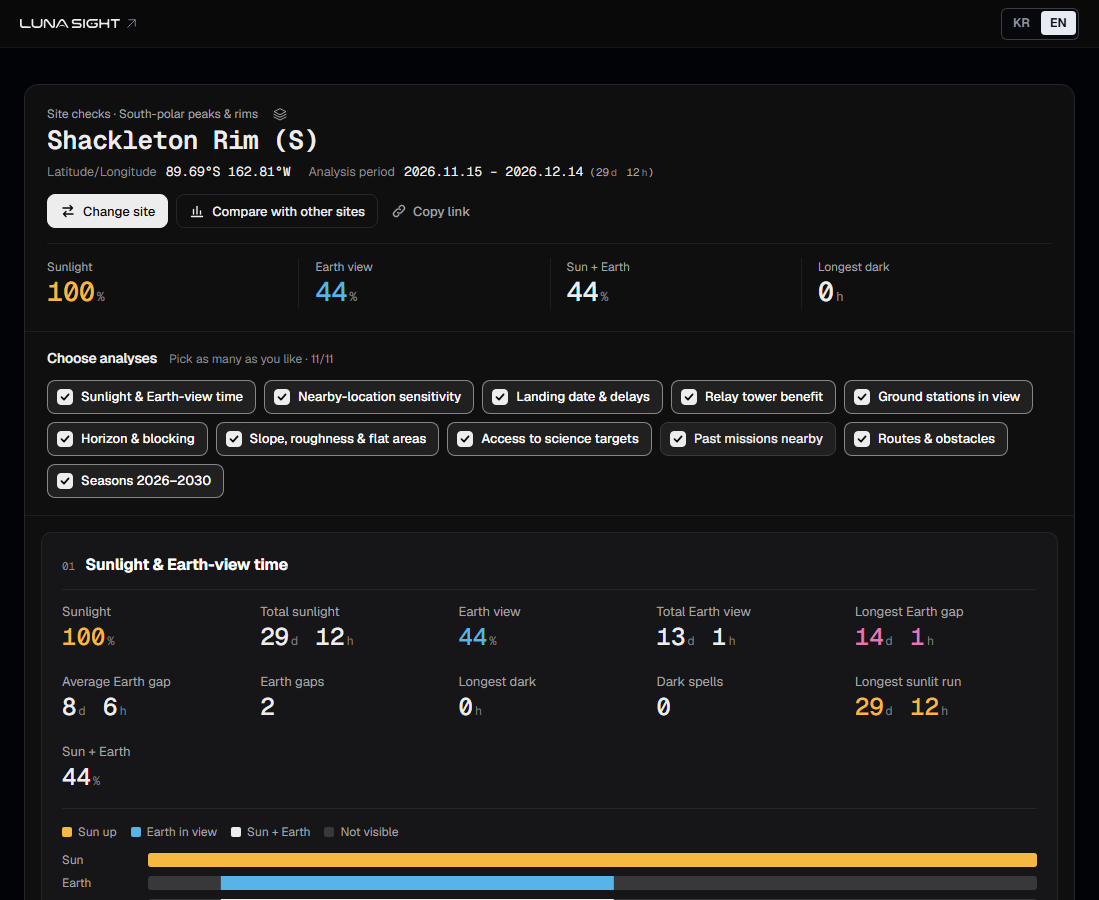 LUNA SIGHT
KR EN
Site checks · South-polar peaks & rims
Shackleton Rim (S)
Latitude/Longitude 89.69°S 162.81°W Analysis period 2026.11.15 – 2026.12.14 (29d 12h)
Change site Compare with other sites Copy link
Sunlight Earth view Sun + Earth Longest dark
100% 44% 44% 0h
Choose analyses Pick as many as you like · 11/11
Sunlight & Earth-view time Nearby-location sensitivity Landing date & delays Relay tower benefit Ground stations in view
Horizon & blocking Slope, roughness & flat areas Access to science targets Past missions nearby Routes & obstacles
Seasons 2026–2030
01 Sunlight & Earth-view time
Sunlight Total sunlight Earth view Total Earth view Longest Earth gap
100% 29d 12h 44% 13d 1h 14d 1h
Average Earth gap Earth gaps Longest dark Dark spells Longest sunlit run
8d 6h 2 0h 0 29d 12h
Sun + Earth
44%
Sun up Earth in view Sun + Earth Not visible
Sun
Earth